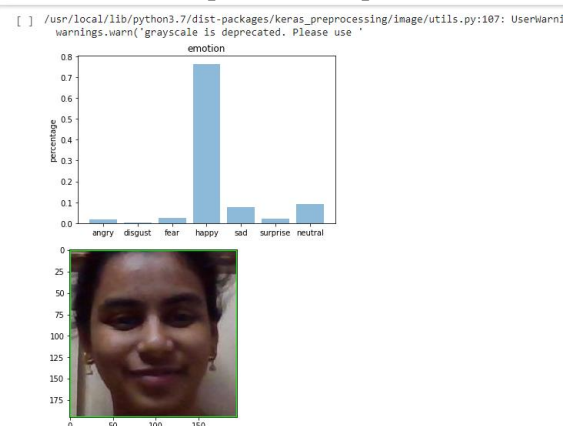 [ ] /usr/local/lib/python3.7/dist-packages/keras_preprocessing/image/utils.py:107: UserWarni
warnings.warn('grayscale is deprecated. Please use '
emotion
0.8
0.7
0.6
0.5
0.4
0.3
0.2
0.1
0.0
percentage
angry disgust fear happy sad surprise neutral
0
25
50
75
100
125
150
175
0 50 100 150